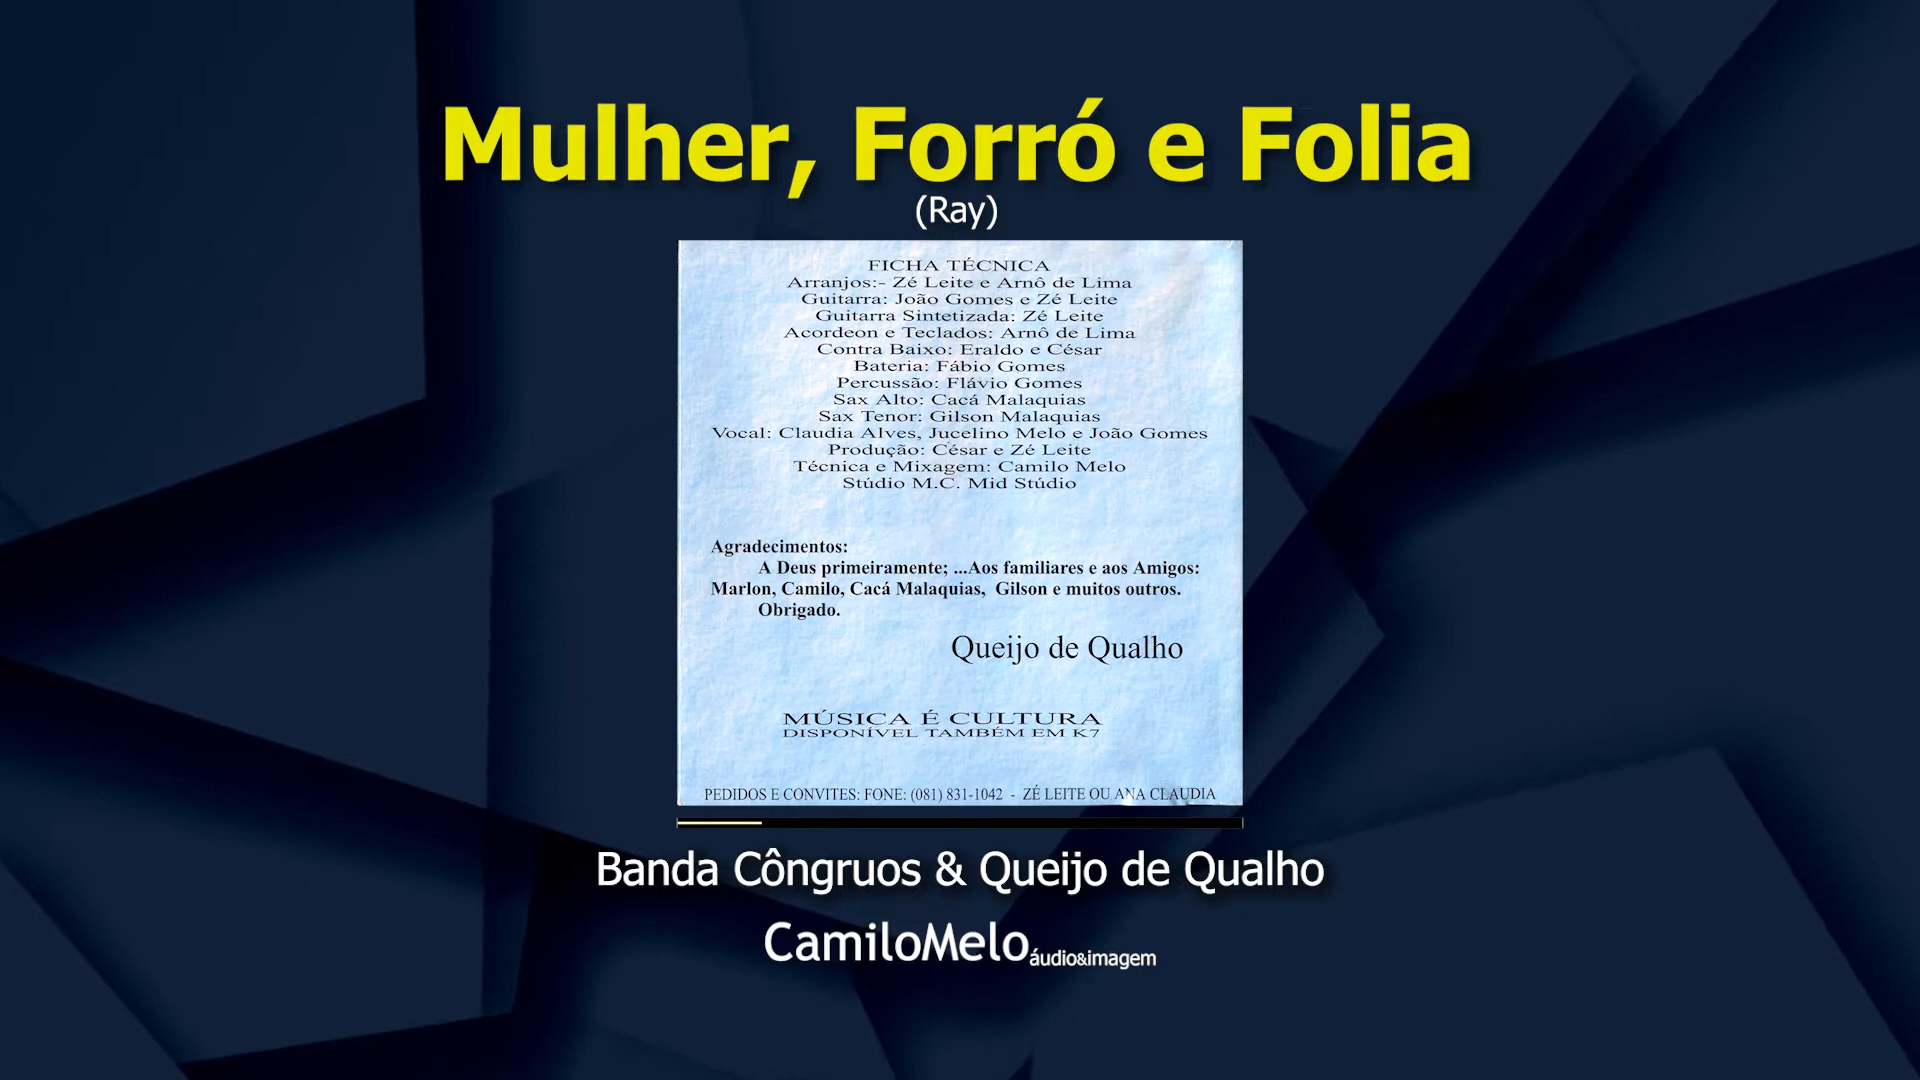 Mulher, Forró e Folia
(Ray)
FICHA TÉCNICA
Arranjos:- Zé Leite e Arnô de Lima
Guitarra: João Gomes e Zé Leite
Guitarra Sintetizada: Zé Leite
Acordeon e Teclados: Arnô de Lima
Contra Baixo: Eraldo e César
Bateria: Fábio Gomes
Percussão: Flávio Gomes
Sax Alto: Cacá Malaquias
Sax Tenor: Gilson Malaquias
Vocal: Claudia Alves, Jucelino Melo e João Gomes
Produção: César e Zé Leite
Técnica e Mixagem: Camilo Melo
Stúdio M.C. Mid Stúdio
Agradecimentos:
A Deus primeiramente; ...Aos familiares e aos Amigos:
Marlon, Camilo, Cacá Malaquias, Gilson e muitos outros.
Obrigado.
Queijo de Qualho
MÚSICA É CULTURA
DISPONÍVEL TAMBÉM EM K7
PEDIDOS E CONVITES: FONE: (081) 831-1042 - ZÉ LEITE OU ANA CLAUDIA
Banda Côngruos & Queijo de Qualho
CamiloMelo áudio&imagem